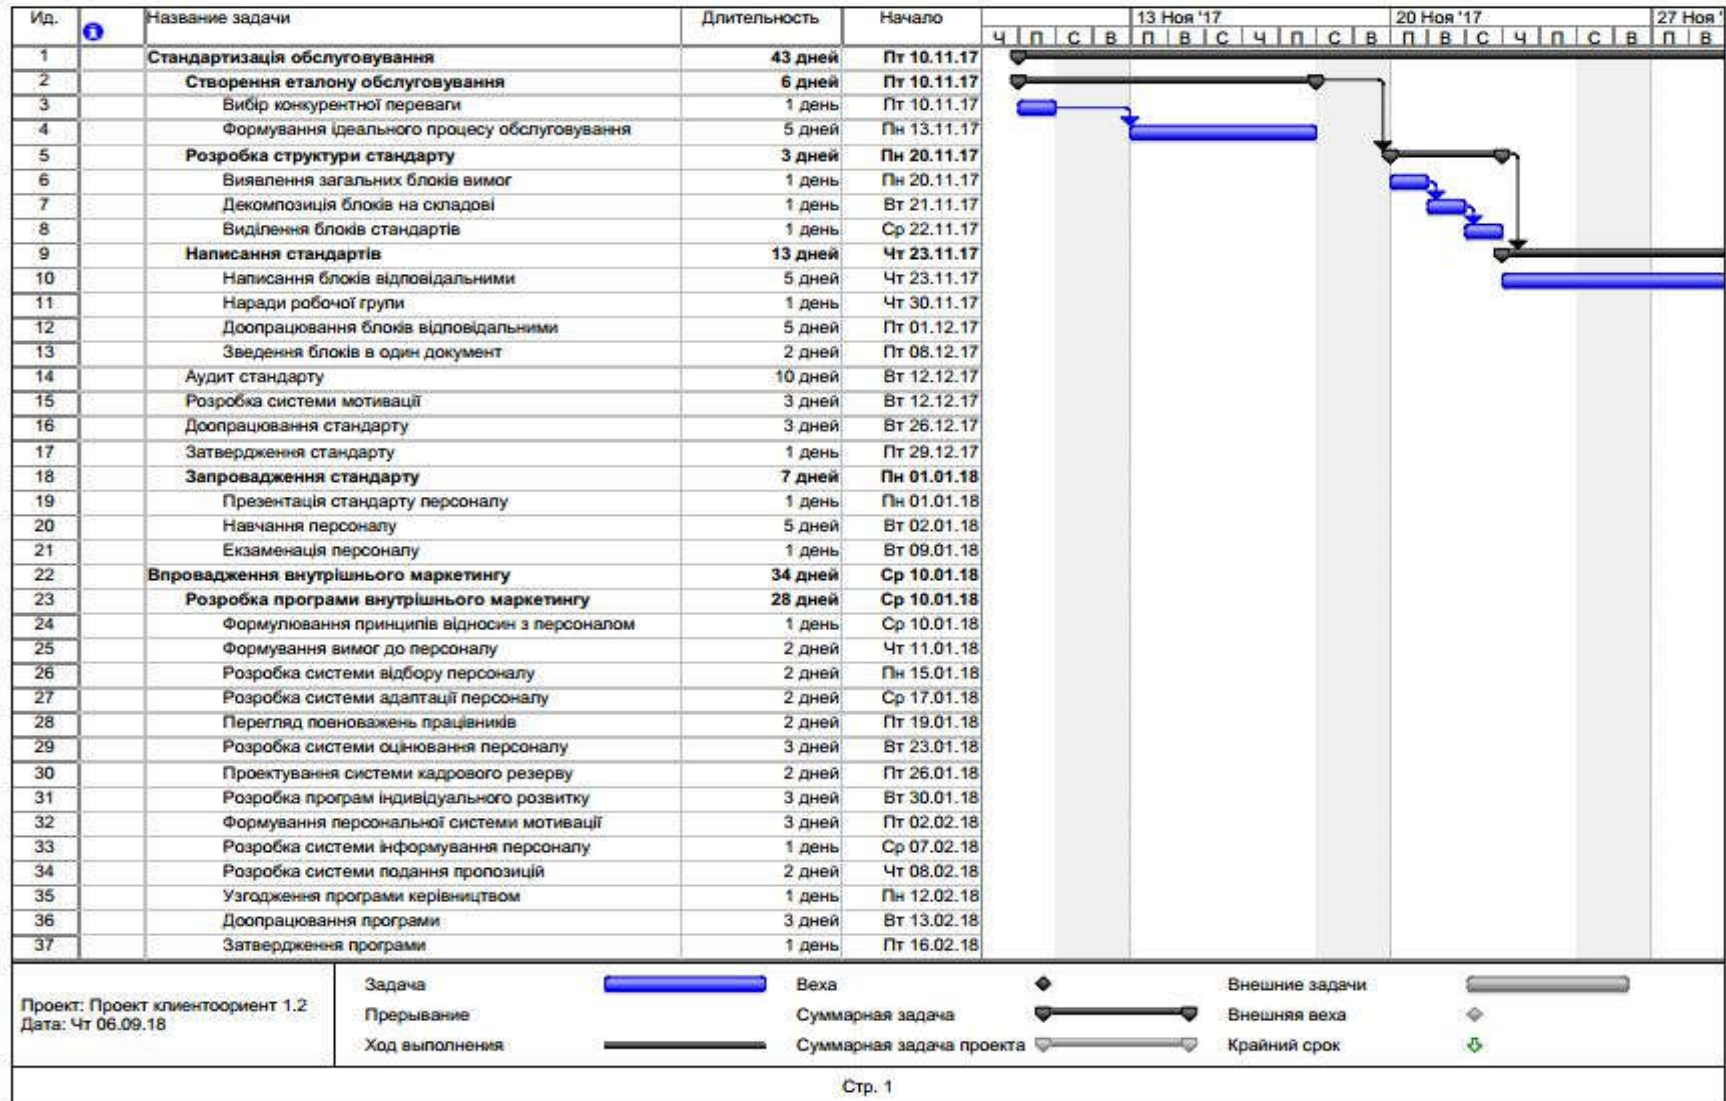 Ид. Название задачи Длительность Начало 13 Ноя '17 20 Ноя '17 27 Ноя '
Ч П С В П В С Ч П С В П В С Ч П С В П В
1 Стандартизація обслуговування 43 дней Пт 10.11.17
2 Створення еталону обслуговування 6 дней Пт 10.11.17
3 Вибір конкурентної переваги 1 день Пт 10.11.17
4 Формування ідеального процесу обслуговування 5 дней Пн 13.11.17
5 Розробка структури стандарту 3 дней Пн 20.11.17
6 Виявлення загальних блоків вимог 1 день Пн 20.11.17
7 Декомпозиція блоків на складові 1 день Вт 21.11.17
8 Виділення блоків стандартів 1 день Ср 22.11.17
9 Написання стандартів 13 дней Чт 23.11.17
10 Написання блоків відповідальними 5 дней Чт 23.11.17
11 Наради робочої групи 1 день Чт 30.11.17
12 Доопрацювання блоків відповідальними 5 дней Пт 01.12.17
13 Зведення блоків в один документ 2 дней Пт 08.12.17
14 Аудит стандарту 10 дней Вт 12.12.17
15 Розробка системи мотивації 3 дней Вт 12.12.17
16 Доопрацювання стандарту 3 дней Вт 26.12.17
17 Затвердження стандарту 1 день Пт 29.12.17
18 Запровадження стандарту 7 дней Пн 01.01.18
19 Презентація стандарту персоналу 1 день Пн 01.01.18
20 Навчання персоналу 5 дней Вт 02.01.18
21 Екзаменація персоналу 1 день Вт 09.01.18
22 Впровадження внутрішнього маркетингу 34 дней Ср 10.01.18
23 Розробка програми внутрішнього маркетингу 28 дней Ср 10.01.18
24 Формулювання принципів відносин з персоналом 1 день Ср 10.01.18
25 Формування вимог до персоналу 2 дней Чт 11.01.18
26 Розробка системи відбору персоналу 2 дней Пн 15.01.18
27 Розробка системи адаптації персоналу 2 дней Ср 17.01.18
28 Перегляд повноважень працівників 2 дней Пт 19.01.18
29 Розробка системи оцінювання персоналу 3 дней Вт 23.01.18
30 Проектування системи кадрового резерву 2 дней Пт 26.01.18
31 Розробка програм індивідуального розвитку 3 дней Вт 30.01.18
32 Формування персональної системи мотивації 3 дней Пт 02.02.18
33 Розробка системи інформування персоналу 1 день Ср 07.02.18
34 Розробка системи подання пропозицій 2 дней Чт 08.02.18
35 Узгодження програми керівництвом 1 день Пн 12.02.18
36 Доопрацювання програми 3 дней Вт 13.02.18
37 Затвердження програми 1 день Пт 16.02.18
Проект: Проект клиентоориент 1.2
Дата: Чт 06.09.18
Задача Веха Внешние задачи
Прерывание Суммарная задача Внешняя веха
Ход выполнения Суммарная задача проекта Крайний срок
Стр. 1